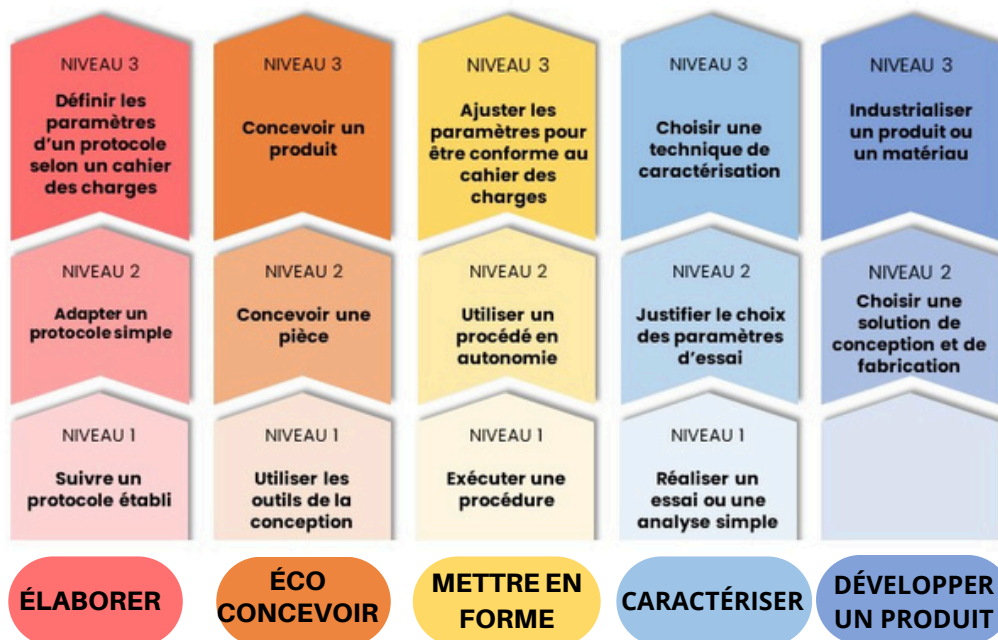 NIVEAU 3
Définir les
paramètres
d'un protocole
selon un cahier
des charges
NIVEAU 3
Concevoir un
produit
NIVEAU 3
Ajuster les
paramètres pour
être conforme au
cahier des
charges
NIVEAU 3
Choisir une
technique de
caractérisation
NIVEAU 3
Industrialiser
un produit ou
un matériau
NIVEAU 2
Adapter un
protocole simple
NIVEAU 2
Concevoir une
pièce
NIVEAU 2
Utiliser un
procédé en
autonomie
NIVEAU 2
Justifier le choix
des paramètres
d'essai
NIVEAU 2
Choisir une
solution de
conception et de
fabrication
NIVEAU 1
Suivre un
protocole établi
NIVEAU 1
Utiliser les
outils de la
conception
NIVEAU 1
Exécuter une
procédure
NIVEAU 1
Réaliser un
essai ou une
analyse simple
ÉLABORER
ÉCO
CONCEVOIR
METTRE EN
FORME
CARACTÉRISER
DÉVELOPPER
UN PRODUIT